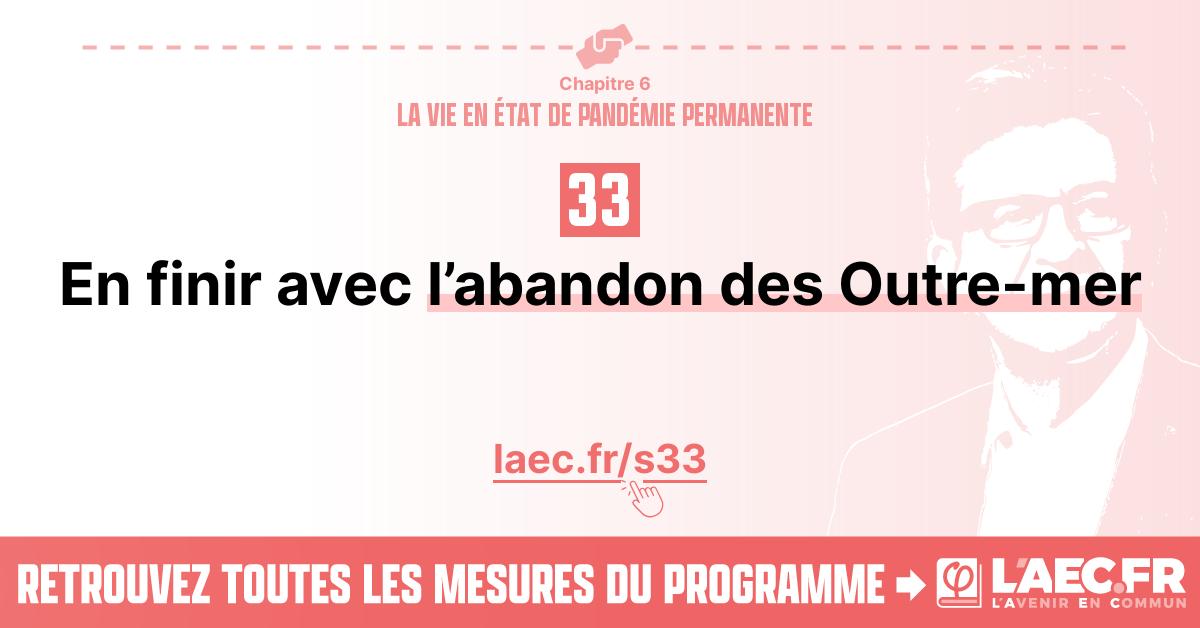 Chapitre 6
LA VIE EN ÉTAT DE PANDÉMIE PERMANENTE
33
En finir avec l'abandon des Outre-mer
laec.fr/s33
RETROUVEZ TOUTES LES MESURES DU PROGRAMME
φ
L'AEC.FR
L'AVENIR EN COMMUN